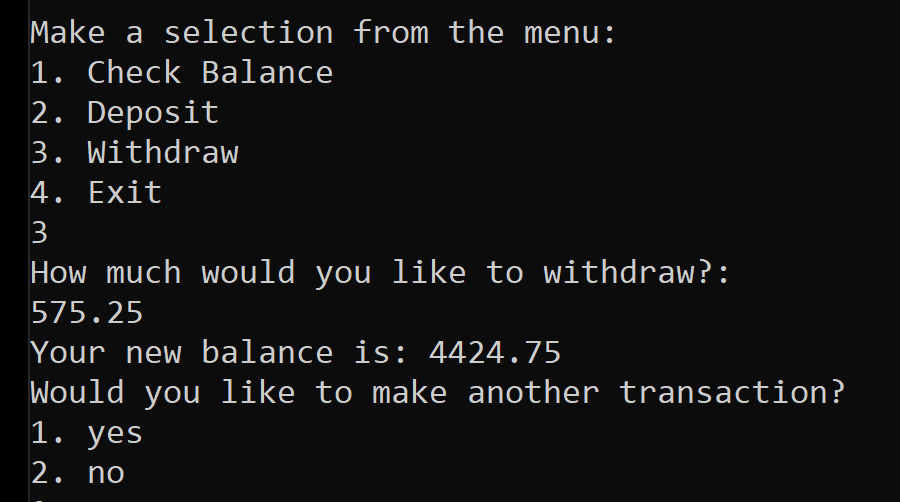 Make a selection from the menu:
1. Check Balance
2. Deposit
3. Withdraw
4. Exit
3
How much would you like to withdraw?:
575.25
Your new balance is: 4424.75
Would you like to make another transaction?
1. yes
2. no